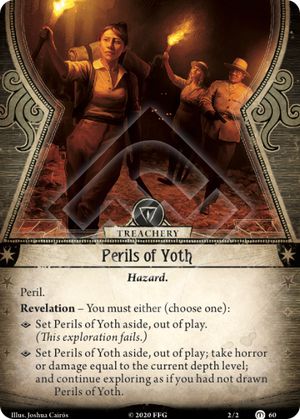 TREACHERY
Perils of Yoth
Hazard.
Peril.
Revelation – You must either (choose one):
Set Perils of Yoth aside, out of play.
(This exploration fails.)
Set Perils of Yoth aside, out of play; take horror
or damage equal to the current depth level;
and continue exploring as if you had not drawn
Perils of Yoth.
Illus. Joshua Cairós © 2020 FFG 2/2 60